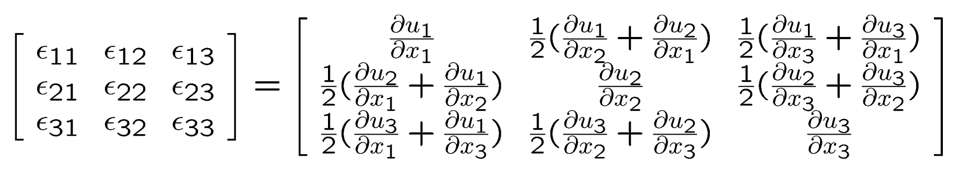 [ ϵ₁₁ ϵ₁₂ ϵ₁₃ ] = [ ∂u₁/∂x₁ 1/2(∂u₁/∂x₂ + ∂u₂/∂x₁) 1/2(∂u₁/∂x₃ + ∂u₃/∂x₁) ]
[ ϵ₂₁ ϵ₂₂ ϵ₂₃ ] = [ 1/2(∂u₂/∂x₁ + ∂u₁/∂x₂) ∂u₂/∂x₂ 1/2(∂u₂/∂x₃ + ∂u₃/∂x₂) ]
[ ϵ₃₁ ϵ₃₂ ϵ₃₃ ] = [ 1/2(∂u₃/∂x₁ + ∂u₁/∂x₃) 1/2(∂u₃/∂x₂ + ∂u₂/∂x₃) ∂u₃/∂x₃ ]